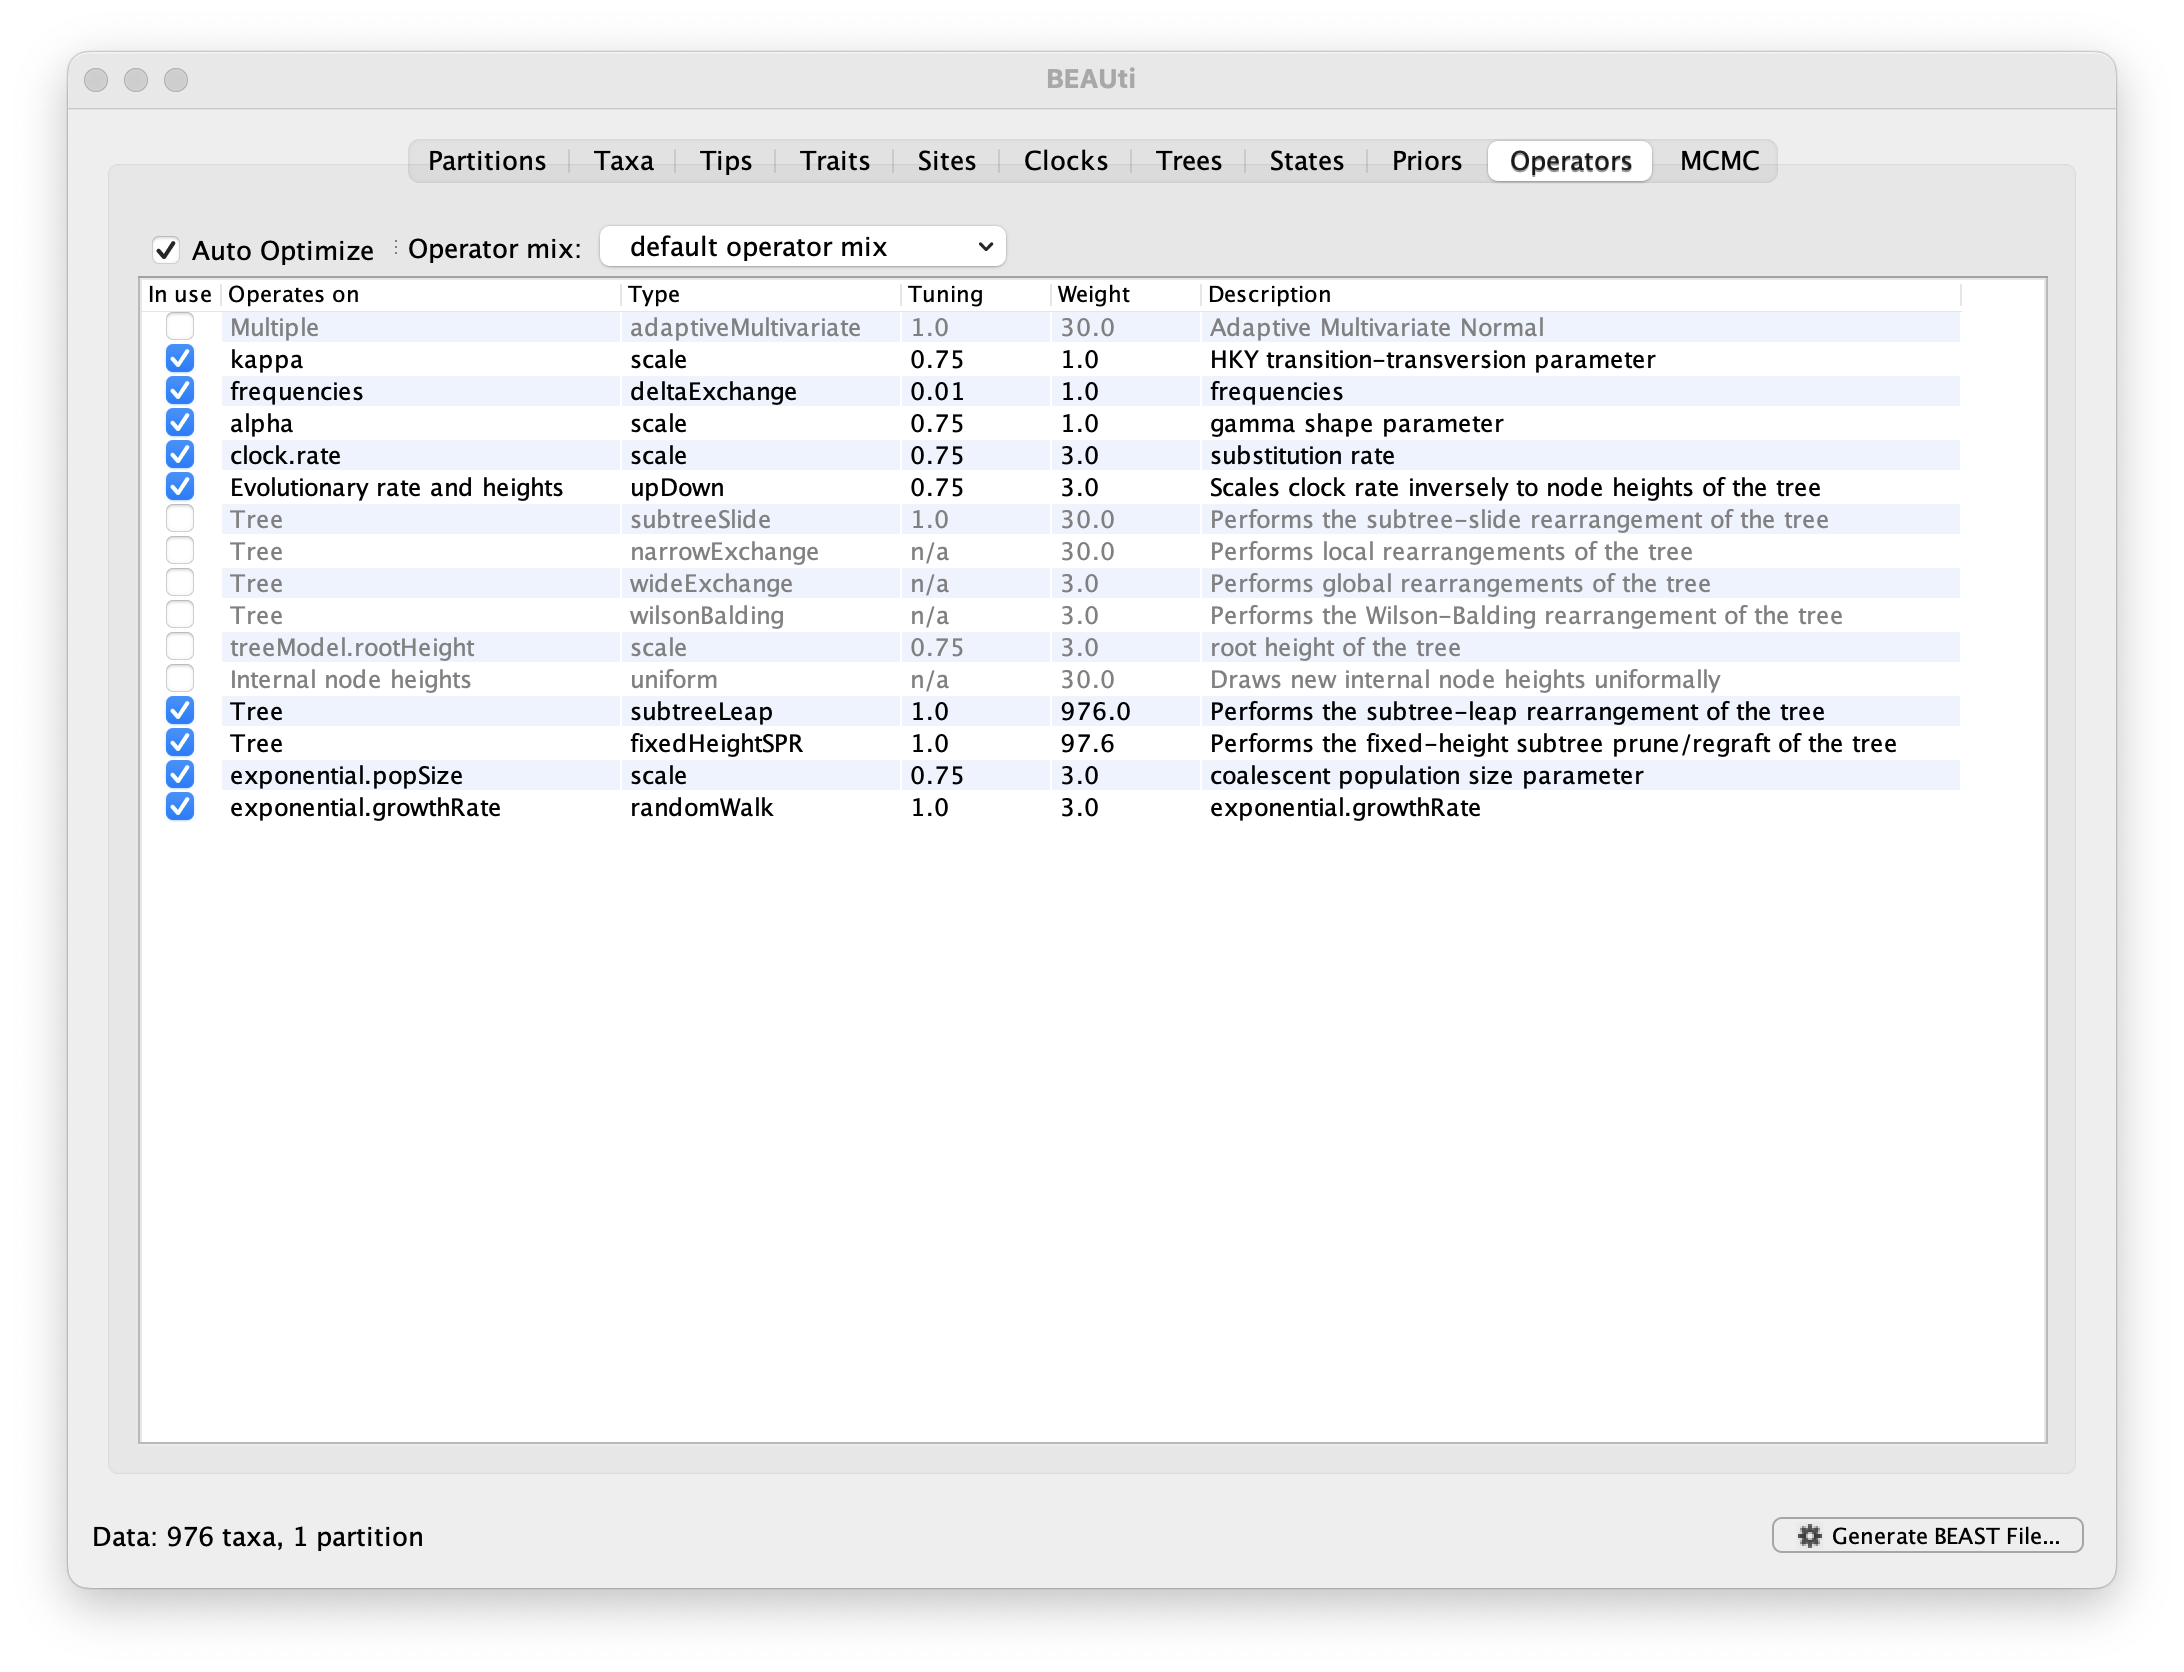 BEAUti
Partitions Taxa Tips Traits Sites Clocks Trees States Priors Operators MCMC
Auto Optimize Operator mix: default operator mix
In use Operates on Type Tuning Weight Description
Multiple adaptiveMultivariate 1.0 30.0 Adaptive Multivariate Normal
kappa scale 0.75 1.0 HKY transition-transversion parameter
frequencies deltaExchange 0.01 1.0 frequencies
alpha scale 0.75 1.0 gamma shape parameter
clock.rate scale 0.75 3.0 substitution rate
Evolutionary rate and heights upDown 0.75 3.0 Scales clock rate inversely to node heights of the tree
Tree subtreeSlide 1.0 30.0 Performs the subtree-slide rearrangement of the tree
Tree narrowExchange n/a 30.0 Performs local rearrangements of the tree
Tree wideExchange n/a 3.0 Performs global rearrangements of the tree
Tree wilsonBalding n/a 3.0 Performs the Wilson-Balding rearrangement of the tree
treeModel.rootHeight scale 0.75 3.0 root height of the tree
Internal node heights uniform n/a 30.0 Draws new internal node heights uniformally
Tree subtreeLeap 1.0 976.0 Performs the subtree-leap rearrangement of the tree
Tree fixedHeightSPR 1.0 97.6 Performs the fixed-height subtree prune/regraft of the tree
exponential.popSize scale 0.75 3.0 coalescent population size parameter
exponential.growthRate randomWalk 1.0 3.0 exponential.growthRate
Data: 976 taxa, 1 partition
Generate BEAST File...